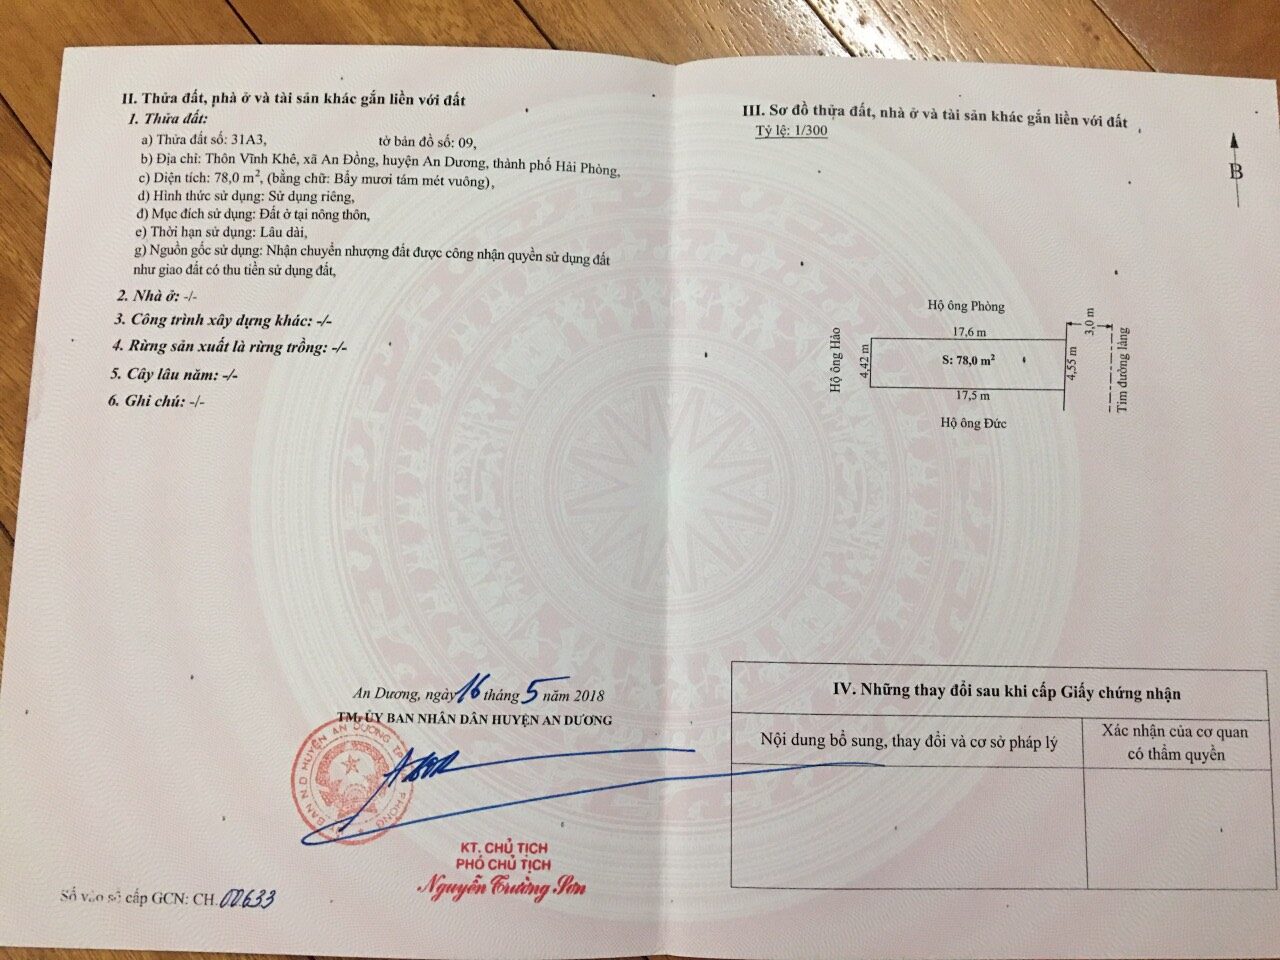 II. Thửa đất, nhà ở và tài sản khác gắn liền với đất
1. Thửa đất:
a) Thửa đất số: 31A3, tờ bản đồ số: 09,
b) Địa chỉ: Thôn Vĩnh Khê, xã An Đồng, huyện An Dương, thành phố Hải Phòng,
c) Diện tích: 78,0 m², (bằng chữ: Bẩy mươi tám mét vuông),
d) Hình thức sử dụng: Sử dụng riêng,
đ) Mục đích sử dụng: Đất ở tại nông thôn,
e) Thời hạn sử dụng: Lâu dài,
g) Nguồn gốc sử dụng: Nhận chuyển nhượng đất được công nhận quyền sử dụng đất
như giao đất có thu tiền sử dụng đất,
2. Nhà ở: -/-
3. Công trình xây dựng khác: -/-
4. Rừng sản xuất là rừng trồng: -/-
5. Cây lâu năm: -/-
6. Ghi chú: -/-
An Dương, ngày 16 tháng 5 năm 2018
TM. ỦY BAN NHÂN DÂN HUYỆN AN DƯƠNG
KT. CHỦ TỊCH
PHÓ CHỦ TỊCH
Nguyễn Trường Sơn
Số vào sổ cấp GCN: CH.00633
III. Sơ đồ thửa đất, nhà ở và tài sản khác gắn liền với đất
Tỷ lệ: 1/300
B
Hộ ông Phòng
17,6 m
3,0 m
Hộ ông Hảo
4,42 m
S: 78,0 m²
4,55 m
Tim đường làng
17,5 m
Hộ ông Đức
IV. Những thay đổi sau khi cấp Giấy chứng nhận
Nội dung bổ sung, thay đổi và cơ sở pháp lý
Xác nhận của cơ quan
có thẩm quyền